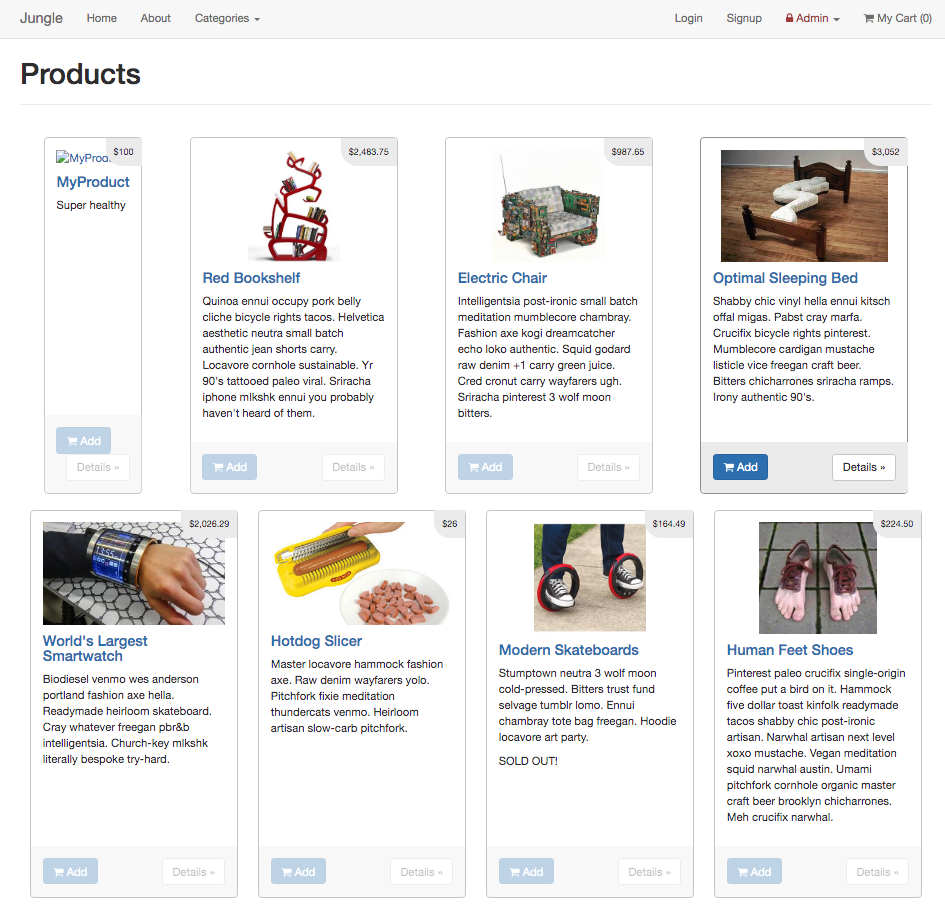 Jungle Home About Categories Login Signup Admin My Cart (0)
Products
$100
MyProd
MyProduct
Super healthy
Add
Details »
$2,483.75
Red Bookshelf
Quinoa ennui occupy pork belly
cliche bicycle rights tacos. Helvetica
aesthetic neutra small batch
authentic jean shorts carry.
Locavore cornhole sustainable. Yr
90's tattooed paleo viral. Sriracha
iphone mlkshk ennui you probably
haven't heard of them.
Add Details »
$987.65
Electric Chair
Intelligentsia post-ironic small batch
meditation mumblecore chambray.
Fashion axe kogi dreamcatcher
echo loko authentic. Squid godard
raw denim +1 carry green juice.
Cred cronut carry wayfarers ugh.
Sriracha pinterest 3 wolf moon
bitters.
Add Details »
$3,052
Optimal Sleeping Bed
Shabby chic vinyl hella ennui kitsch
offal migas. Pabst cray marfa.
Crucifix bicycle rights pinterest.
Mumblecore cardigan mustache
listicle vice freegan craft beer.
Bitters chicharrones sriracha ramps.
Irony authentic 90's.
Add Details »
$2,026.29
World's Largest
Smartwatch
Biodiesel venmo wes anderson
portland fashion axe hella.
Readymade heirloom skateboard.
Cray whatever freegan pbr&b
intelligentsia. Church-key mlkshk
literally bespoke try-hard.
Add Details »
$26
Hotdog Slicer
Master locavore hammock fashion
axe. Raw denim wayfarers yolo.
Pitchfork fixie meditation
thundercats venmo. Heirloom
artisan slow-carb pitchfork.
Add Details »
$164.49
Modern Skateboards
Stumptown neutra 3 wolf moon
cold-pressed. Bitters trust fund
selvage tumblr lomo. Ennui
chambray tote bag freegan. Hoodie
locavore art party.
SOLD OUT!
Add Details »
$224.50
Human Feet Shoes
Pinterest paleo crucifix single-origin
coffee put a bird on it. Hammock
five dollar toast kinfolk readymade
tacos shabby chic post-ironic
artisan. Narwhal artisan next level
xoxo mustache. Vegan meditation
squid narwhal austin. Umami
pitchfork cornhole organic master
craft beer brooklyn chicharrones.
Meh crucifix narwhal.
Add Details »